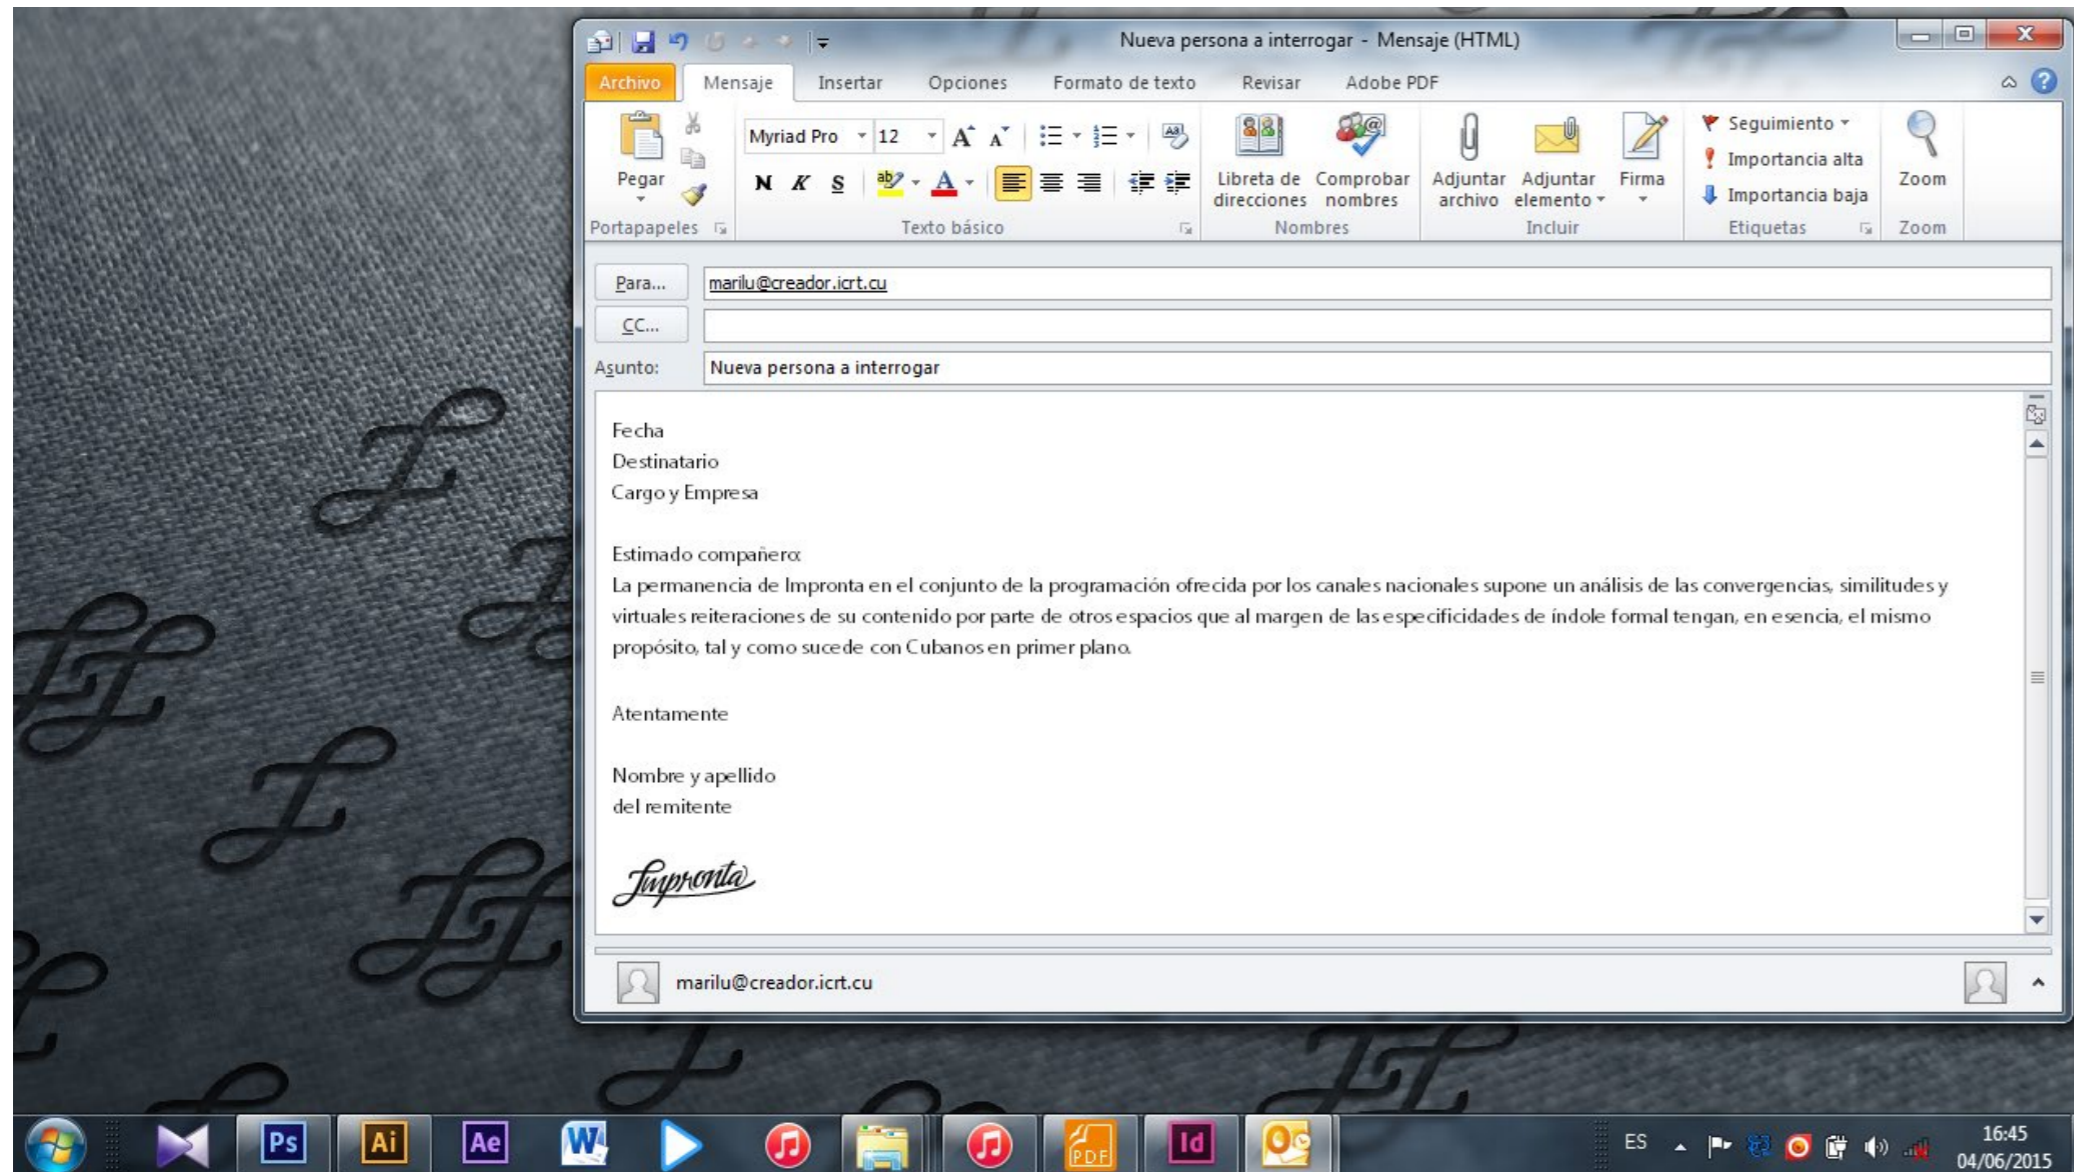 Nueva persona a interrogar - Mensaje (HTML)
Archivo Mensaje Insertar Opciones Formato de texto Revisar Adobe PDF
Myriad Pro 12
Pegar
N K S
Libreta de direcciones
Comprobar nombres
Adjuntar archivo
Adjuntar elemento
Firma
Seguimiento
Importancia alta
Importancia baja
Zoom
Portapapeles Texto básico Nombres Incluir Etiquetas Zoom
Para... marilu@creador.icrt.cu
CC...
Asunto: Nueva persona a interrogar
Fecha
Destinatario
Cargo y Empresa
Estimado compañero:
La permanencia de Impronta en el conjunto de la programación ofrecida por los canales nacionales supone un análisis de las convergencias, similitudes y
virtuales reiteraciones de su contenido por parte de otros espacios que al margen de las especificidades de índole formal tengan, en esencia, el mismo
propósito, tal y como sucede con Cubanos en primer plano.
Atentamente
Nombre y apellido
del remitente
Impronta
marilu@creador.icrt.cu
Ps Ai Ae W PDF Id O
ES
16:45
04/06/2015